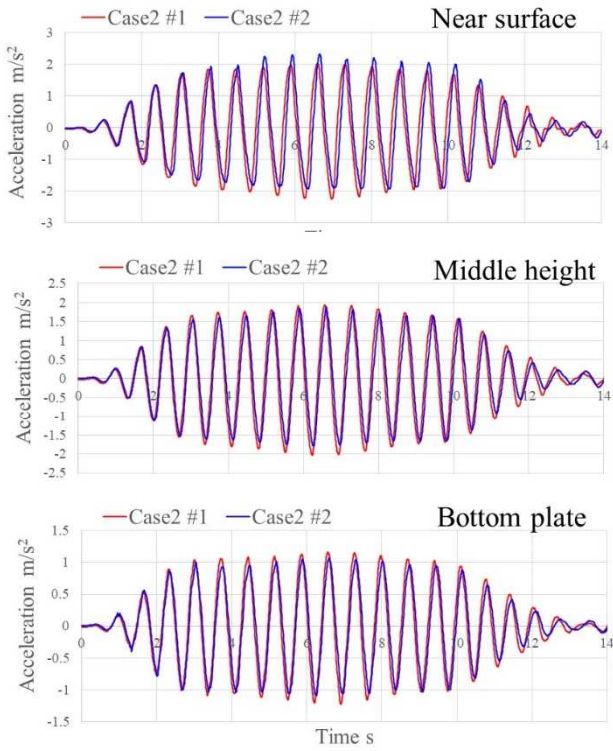 Case2 #1 Case2 #2 Near surface
Acceleration m/s²
3
2
1
0
-1
-2
-3
0 2 4 6 8 10 12 14
Case2 #1 Case2 #2 Middle height
Acceleration m/s²
2.5
2
1.5
1
0.5
0
-0.5
-1
-1.5
-2
-2.5
0 2 4 6 8 10 12 14
Case2 #1 Case2 #2 Bottom plate
Acceleration m/s²
1.5
1
0.5
0
-0.5
-1
-1.5
0 2 4 6 8 10 12 14
Time s